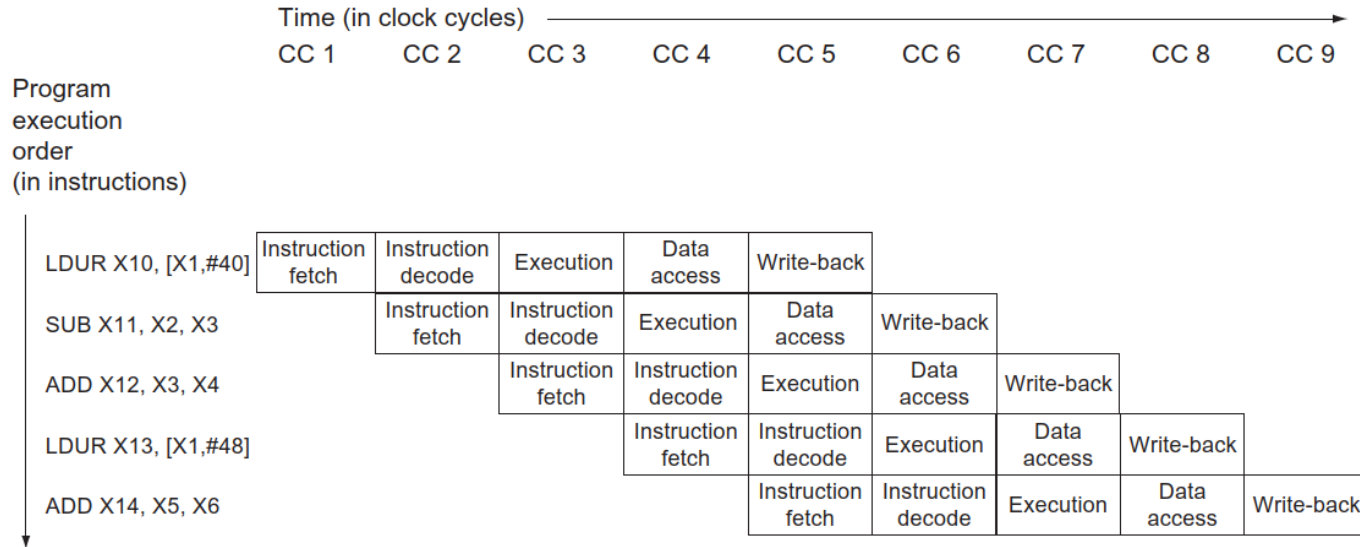 Time (in clock cycles)
CC 1 CC 2 CC 3 CC 4 CC 5 CC 6 CC 7 CC 8 CC 9
Program
execution
order
(in instructions)
LDUR X10, [X1,#40]
Instruction
fetch
Instruction
decode
Execution
Data
access
Write-back
SUB X11, X2, X3
Instruction
fetch
Instruction
decode
Execution
Data
access
Write-back
ADD X12, X3, X4
Instruction
fetch
Instruction
decode
Execution
Data
access
Write-back
LDUR X13, [X1,#48]
Instruction
fetch
Instruction
decode
Execution
Data
access
Write-back
ADD X14, X5, X6
Instruction
fetch
Instruction
decode
Execution
Data
access
Write-back